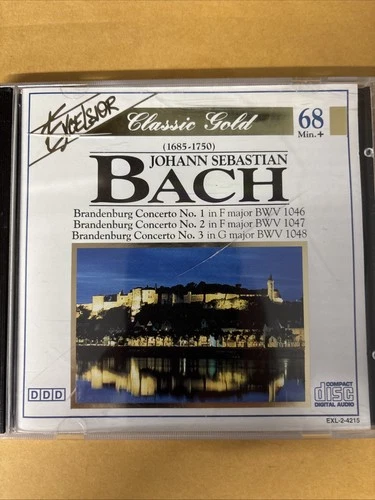 EXCELSIOR
Classic Gold
68
Min.+
(1685-1750)
JOHANN SEBASTIAN
BACH
Brandenburg Concerto No. 1 in F major BWV 1046
Brandenburg Concerto No. 2 in F major BWV 1047
Brandenburg Concerto No. 3 in G major BWV 1048
DDD
COMPACT
disc
DIGITAL AUDIO
EXL-2-4215